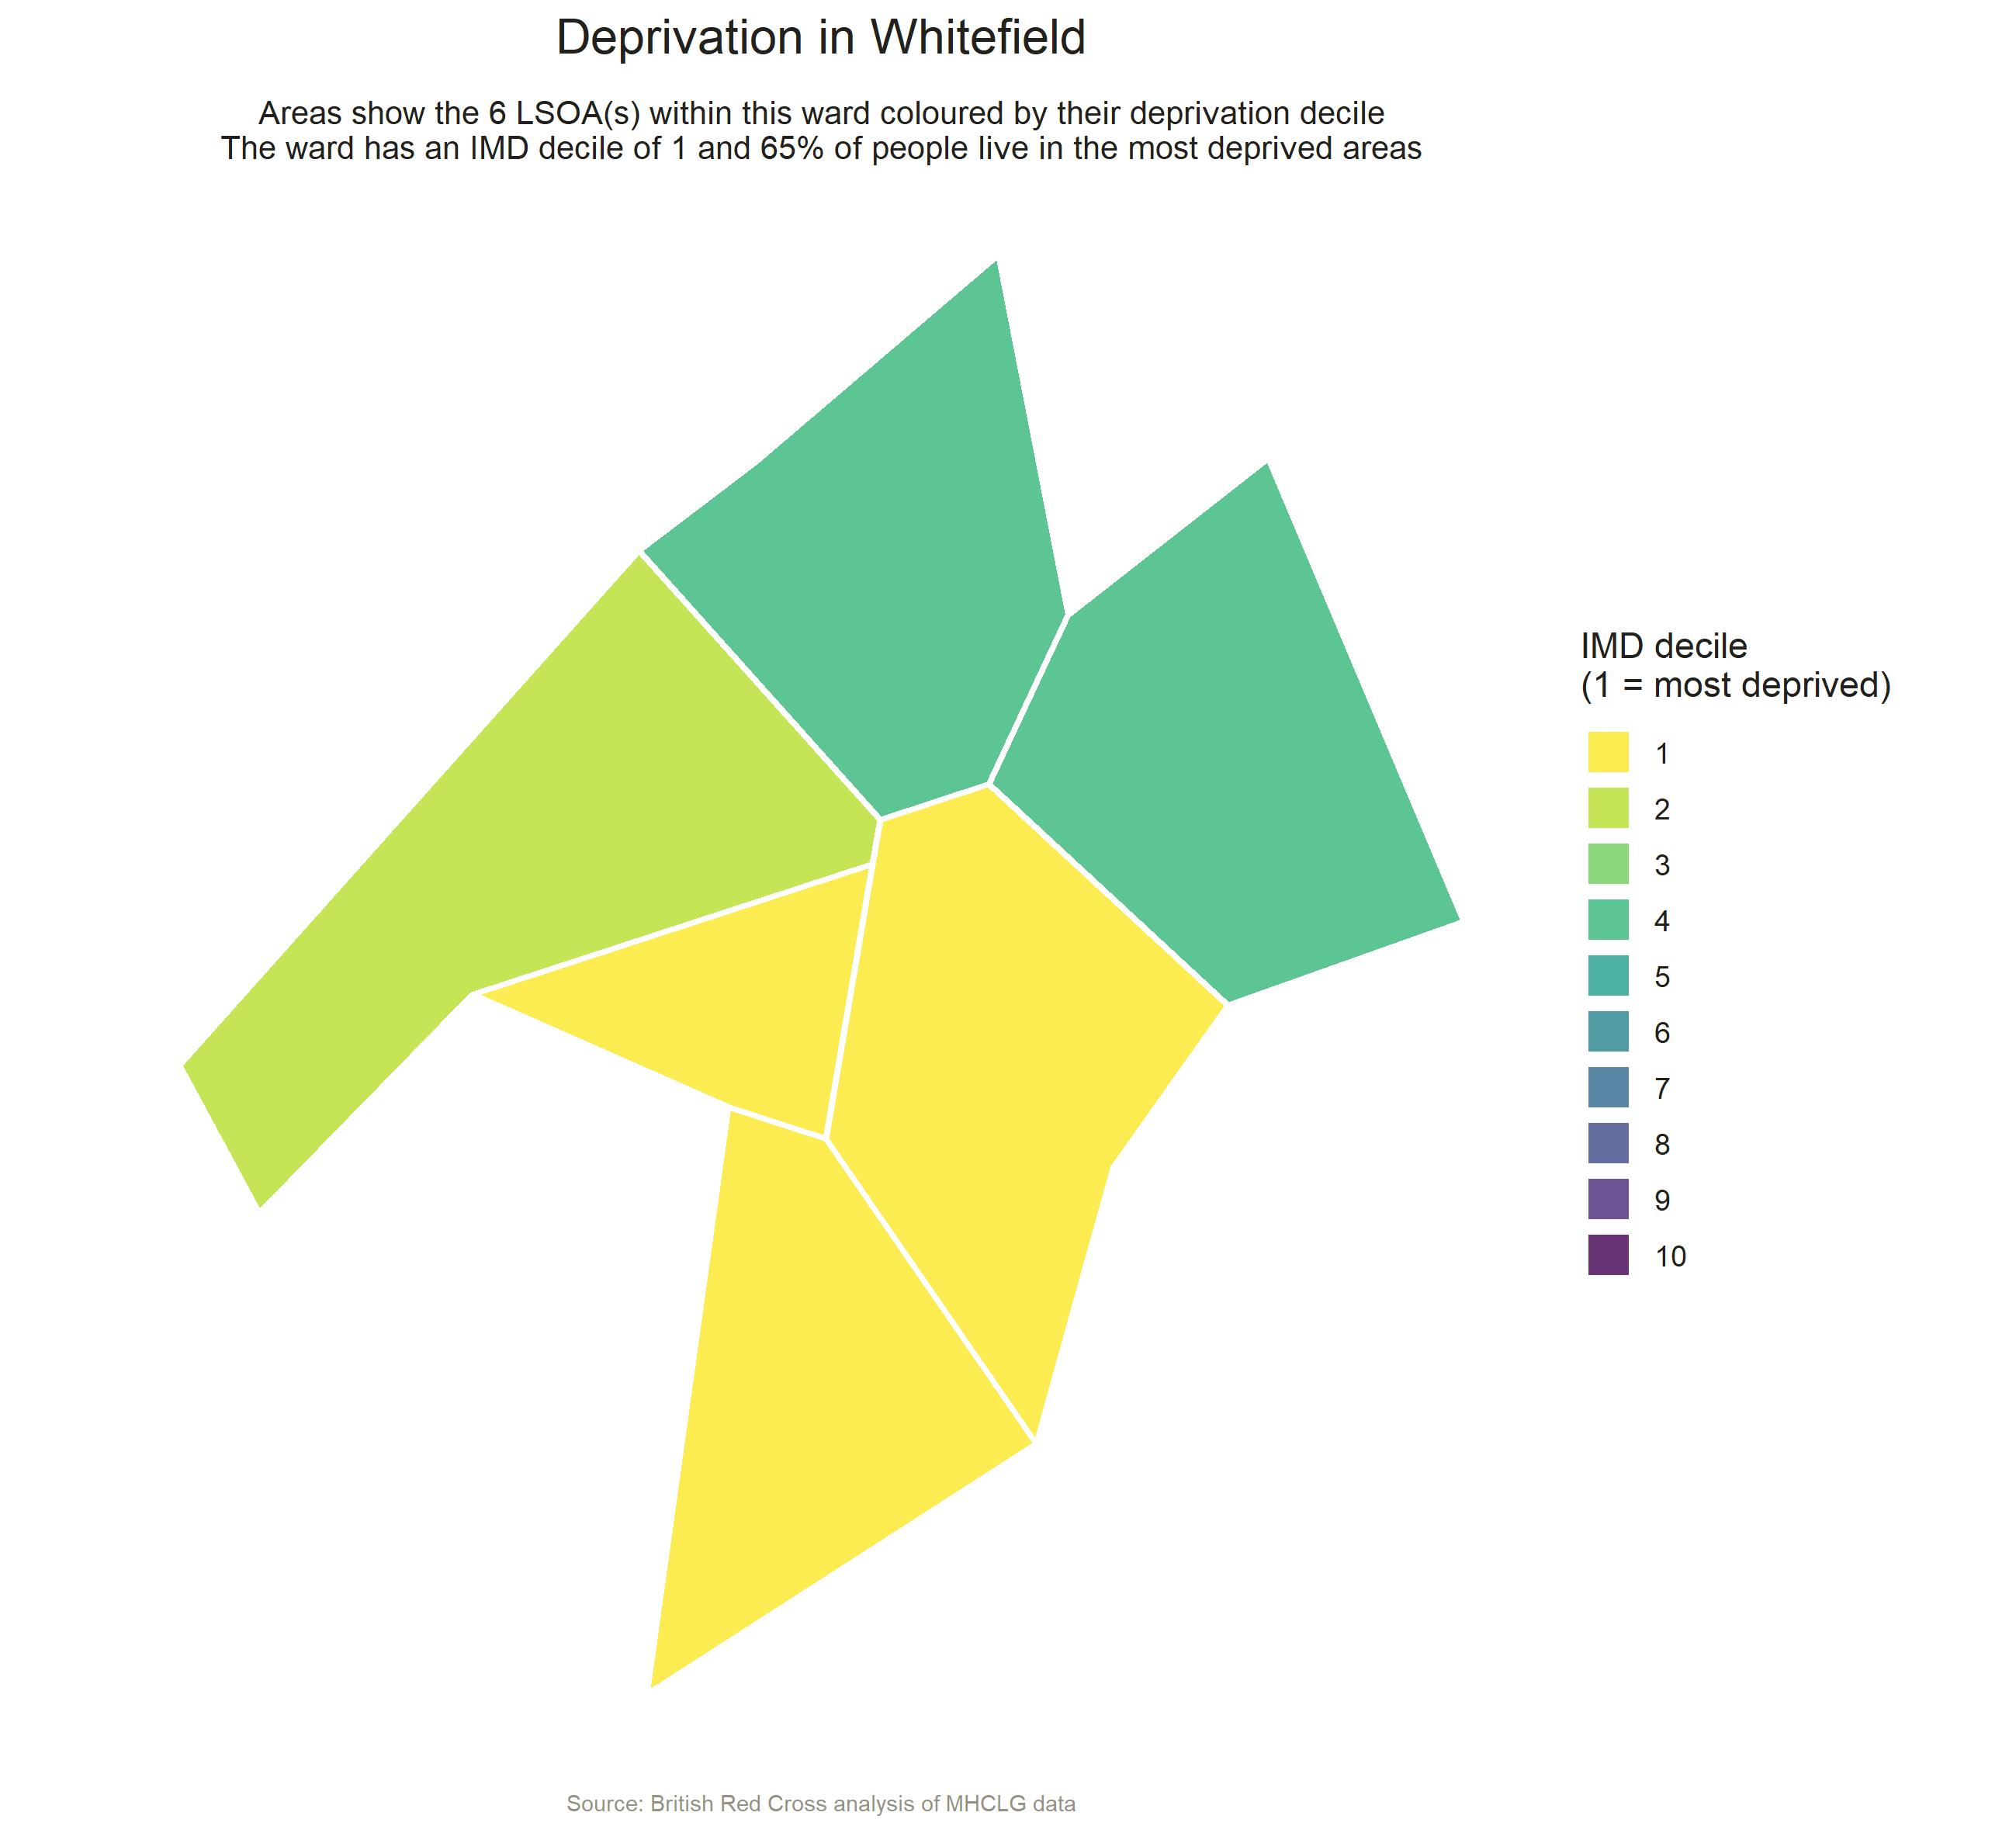 Deprivation in Whitefield
Areas show the 6 LSOA(s) within this ward coloured by their deprivation decile
The ward has an IMD decile of 1 and 65% of people live in the most deprived areas
IMD decile
(1 = most deprived)
1
2
3
4
5
6
7
8
9
10
Source: British Red Cross analysis of MHCLG data